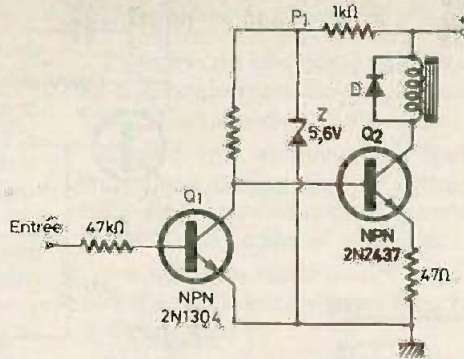 P1
1kΩ
+
D
Z
5,6V
Q2
Q1
Entrée
47kΩ
NPN
2N2437
NPN
2N1304
47Ω